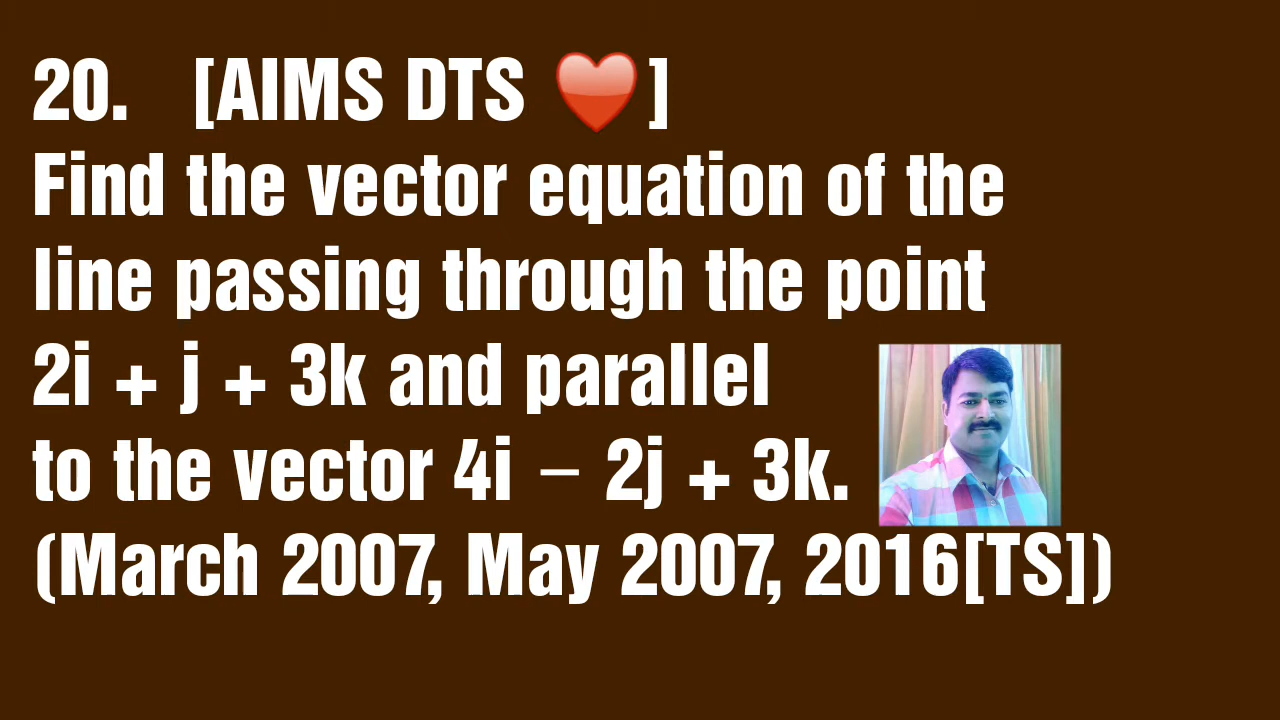 20. [AIMS DTS ❤️]
Find the vector equation of the
line passing through the point
2i + j + 3k and parallel
to the vector 4i − 2j + 3k.
(March 2007, May 2007, 2016[TS])